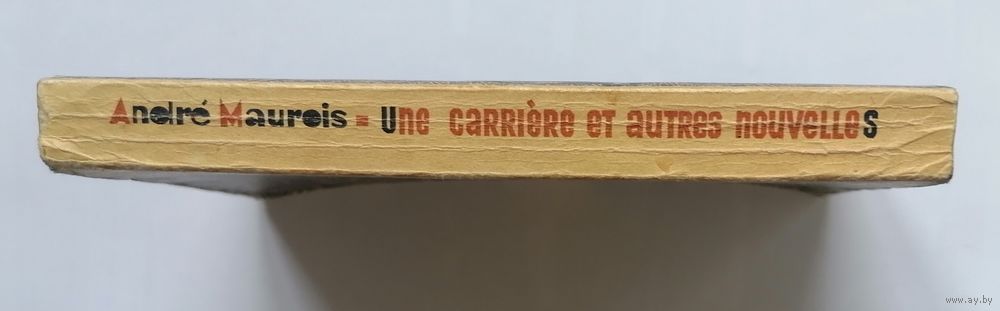 André Maurois - Une carrière et autres nouvelles
www.ay.by